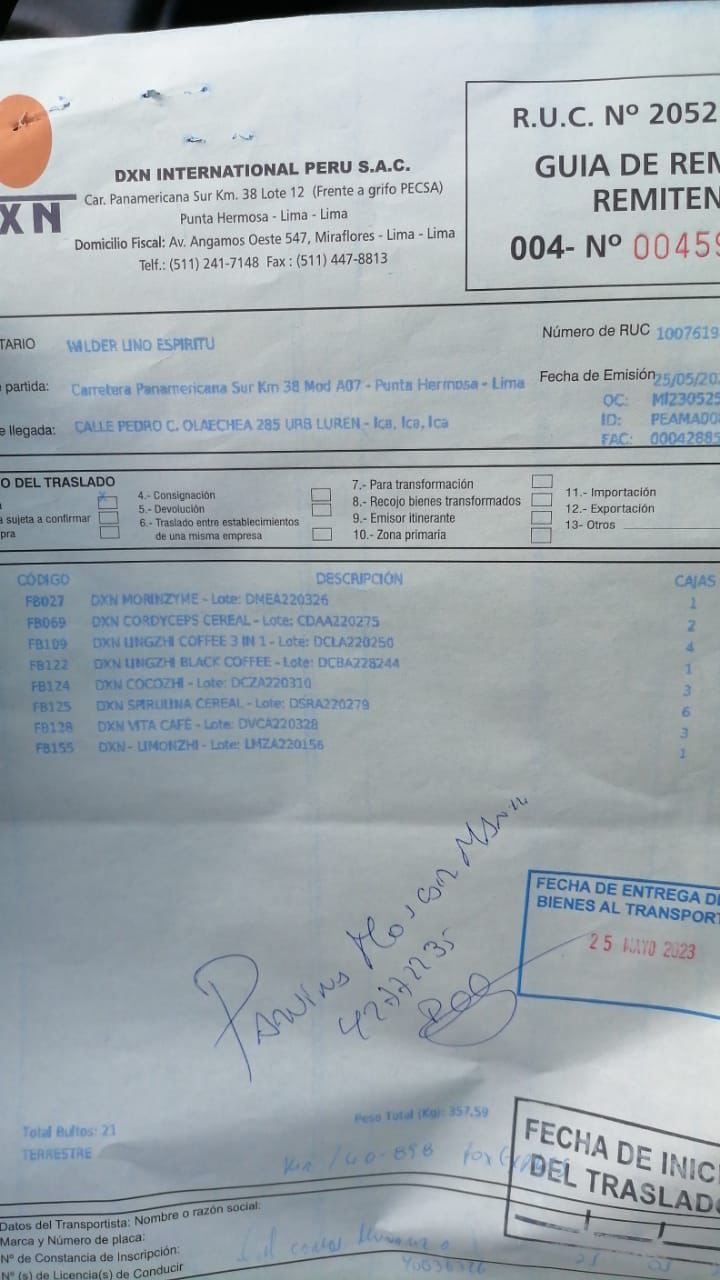 DXN
DXN INTERNATIONAL PERU S.A.C.
Car. Panamericana Sur Km. 38 Lote 12 (Frente a grifo PECSA)
Punta Hermosa - Lima - Lima
Domicilio Fiscal: Av. Angamos Oeste 547, Miraflores - Lima - Lima
Telf.: (511) 241-7148 Fax : (511) 447-8813
R.U.C. Nº 2052
GUIA DE REM
REMITEN
004- Nº 0045
TARIO WILDER LINO ESPIRITU
Número de RUC 1007619
partida: Carretera Panamericana Sur Km 38 Mod A07 - Punta Hermosa - Lima
Fecha de Emisión 25/05/20
e llegada: CALLE PEDRO C. OLAECHEA 285 URB LUREN - Ica, Ica, Ica
OC: MI230525
ID: PEAMADO
FAC: 00042885
O DEL TRASLADO
a sujeta a confirmar
pra
4.- Consignación
5.- Devolución
6.- Traslado entre establecimientos
de una misma empresa
7.- Para transformación
8.- Recojo bienes transformados
9.- Emisor itinerante
10.- Zona primaria
11.- Importación
12.- Exportación
13- Otros
CÓDIGO DESCRIPCIÓN CAJAS
FB027 DXN MORINZYME - Lote: DMEA220326 1
FB069 DXN CORDYCEPS CEREAL - Lote: CDAA220275 2
FB109 DXN LINGZHI COFFEE 3 IN 1 - Lote: DCLA220250 4
FB122 DXN LINGZHI BLACK COFFEE - Lote: DCBA228244 1
FB124 DXN COCOZHI - Lote: DCZA220310 3
FB125 DXN SPIRULINA CEREAL - Lote: DSRA220279 6
FB128 DXN VITA CAFÉ - Lote: DVCA220328 3
FB155 DXN- LIMONZHI - Lote: LMZA220156 1
FECHA DE ENTREGA DE
BIENES AL TRANSPORT
25 MAYO 2023
Total Bultos: 21
Peso Total (Kg): 357.59
TERRESTRE
FECHA DE INICI
DEL TRASLADO
Datos del Transportista: Nombre o razón social:
Marca y Número de placa:
Nº de Constancia de Inscripción:
Nº (s) de Licencia(s) de Conducir